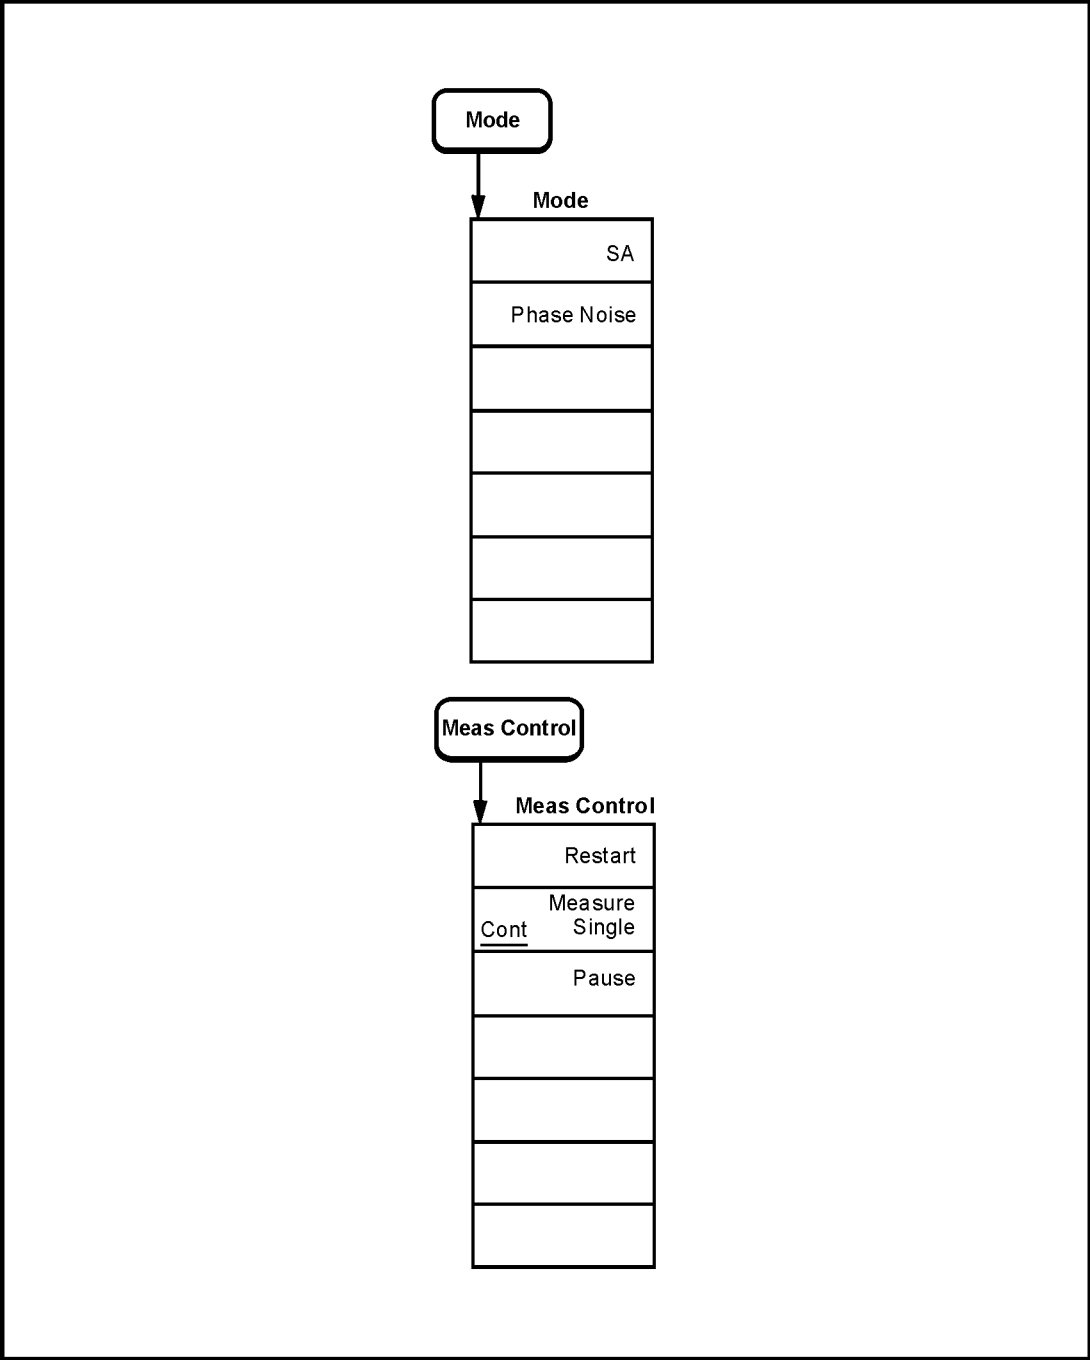 Mode
Mode
SA
Phase Noise
Meas Control
Meas Control
Restart
Measure
Cont Single
Pause